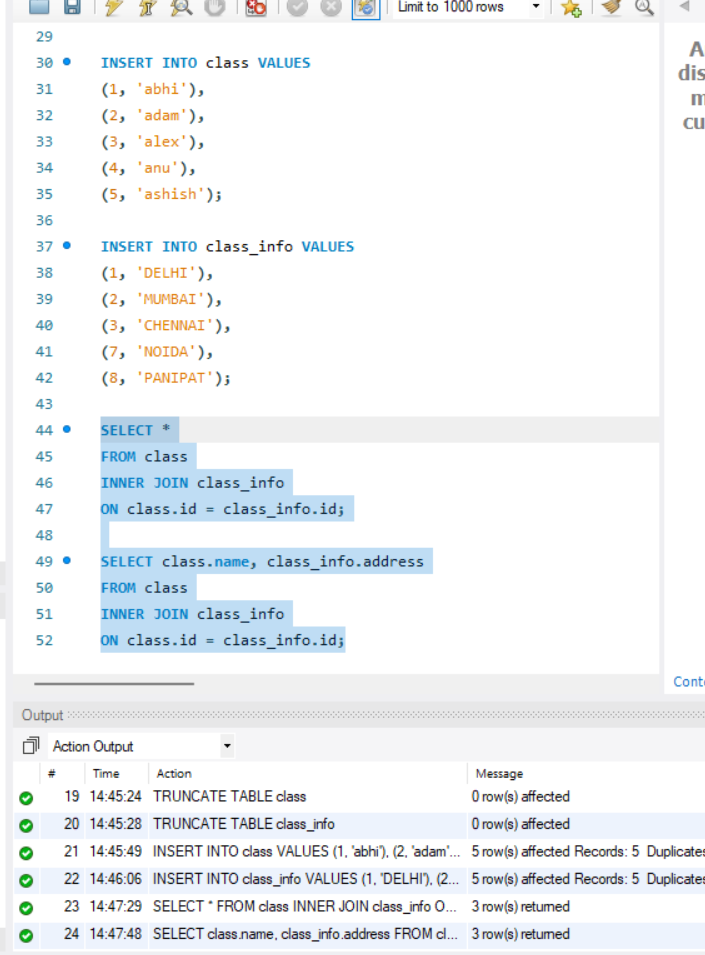 Limit to 1000 rows
29
30 INSERT INTO class VALUES
31 (1, 'abhi'),
32 (2, 'adam'),
33 (3, 'alex'),
34 (4, 'anu'),
35 (5, 'ashish');
36
37 INSERT INTO class_info VALUES
38 (1, 'DELHI'),
39 (2, 'MUMBAI'),
40 (3, 'CHENNAI'),
41 (7, 'NOIDA'),
42 (8, 'PANIPAT');
43
44 SELECT *
45 FROM class
46 INNER JOIN class_info
47 ON class.id = class_info.id;
48
49 SELECT class.name, class_info.address
50 FROM class
51 INNER JOIN class_info
52 ON class.id = class_info.id;
Output
Action Output
# Time Action Message
19 14:45:24 TRUNCATE TABLE class 0 row(s) affected
20 14:45:28 TRUNCATE TABLE class_info 0 row(s) affected
21 14:45:49 INSERT INTO class VALUES (1, 'abhi'), (2, 'adam'... 5 row(s) affected Records: 5 Duplicates
22 14:46:06 INSERT INTO class_info VALUES (1, 'DELHI'), (2... 5 row(s) affected Records: 5 Duplicates
23 14:47:29 SELECT * FROM class INNER JOIN class_info O... 3 row(s) returned
24 14:47:48 SELECT class.name, class_info.address FROM cl... 3 row(s) returned